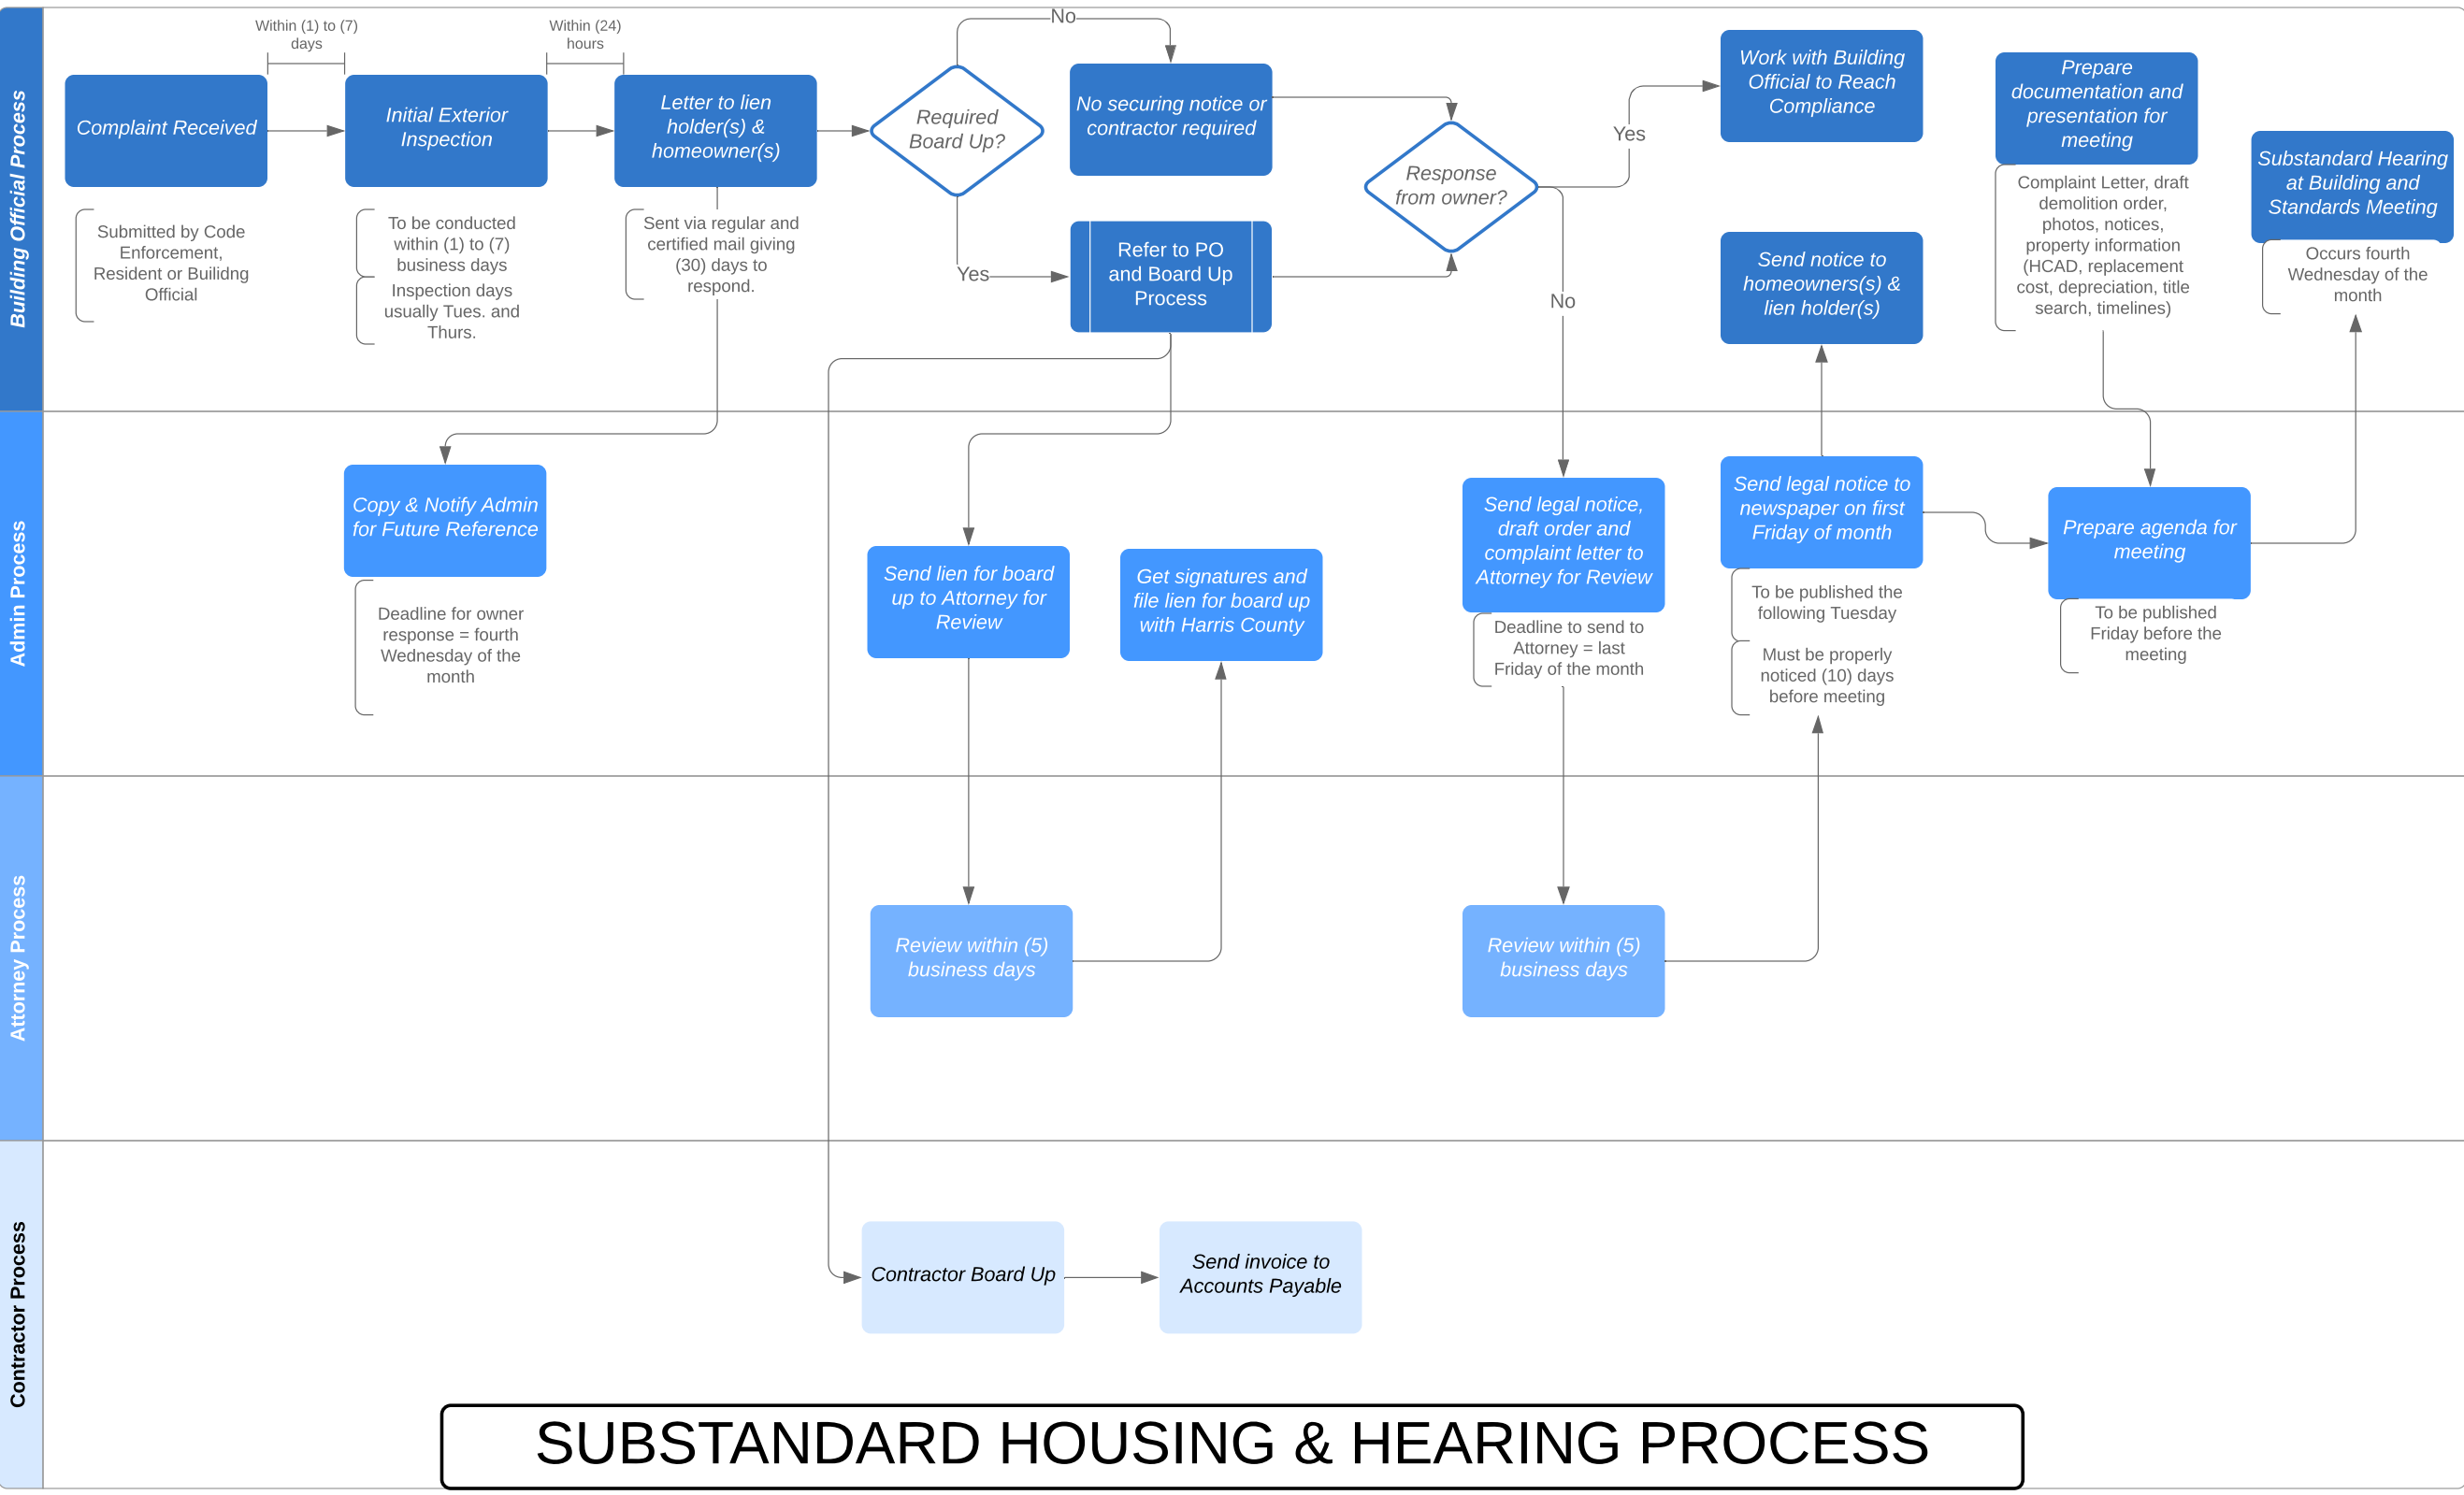 Building Official Process
Within (1) to (7)
days
Within (24)
hours
Complaint Received
Submitted by Code
Enforcement,
Resident or Builidng
Official
Initial Exterior
Inspection
To be conducted
within (1) to (7)
business days
Inspection days
usually Tues. and
Thurs.
Letter to lien
holder(s) &
homeowner(s)
Sent via regular and
certified mail giving
(30) days to
respond.
Required
Board Up?
No
Yes
No securing notice or
contractor required
Refer to PO
and Board Up
Process
Response
from owner?
Yes
No
Work with Building
Official to Reach
Compliance
Send notice to
homeowners(s) &
lien holder(s)
Prepare
documentation and
presentation for
meeting
Complaint Letter, draft
demolition order,
photos, notices,
property information
(HCAD, replacement
cost, depreciation, title
search, timelines)
Substandard Hearing
at Building and
Standards Meeting
Occurs fourth
Wednesday of the
month
Admin Process
Copy & Notify Admin
for Future Reference
Deadline for owner
response = fourth
Wednesday of the
month
Send lien for board
up to Attorney for
Review
Get signatures and
file lien for board up
with Harris County
Send legal notice,
draft order and
complaint letter to
Attorney for Review
Deadline to send to
Attorney = last
Friday of the month
Send legal notice to
newspaper on first
Friday of month
To be published the
following Tuesday
Must be properly
noticed (10) days
before meeting
Prepare agenda for
meeting
To be published
Friday before the
meeting
Attorney Process
Review within (5)
business days
Review within (5)
business days
Contractor Process
Contractor Board Up
Send invoice to
Accounts Payable
SUBSTANDARD HOUSING & HEARING PROCESS